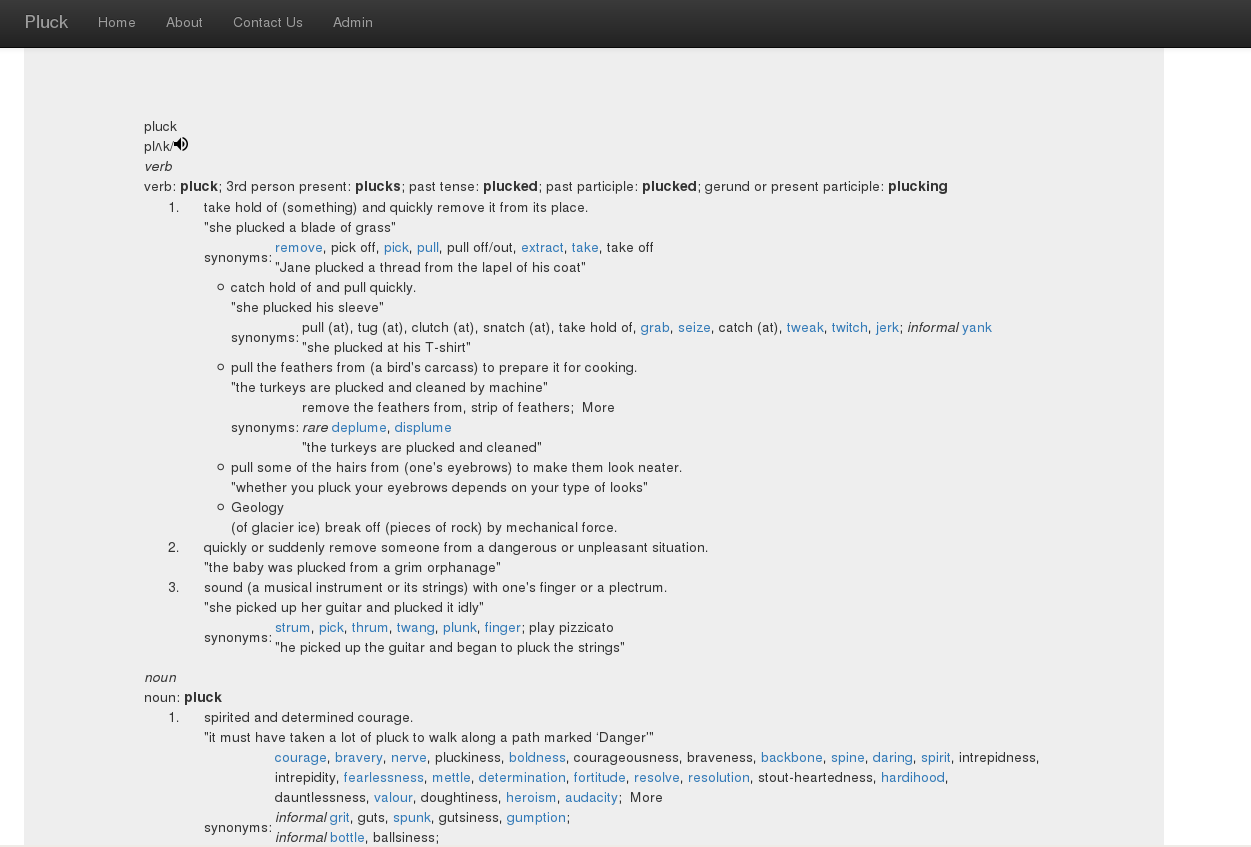 Pluck Home About Contact Us Admin
pluck
plʌk/
verb
verb: pluck; 3rd person present: plucks; past tense: plucked; past participle: plucked; gerund or present participle: plucking
1. take hold of (something) and quickly remove it from its place.
"she plucked a blade of grass"
remove, pick off, pick, pull, pull off/out, extract, take, take off
synonyms:
"Jane plucked a thread from the lapel of his coat"
catch hold of and pull quickly.
"she plucked his sleeve"
pull (at), tug (at), clutch (at), snatch (at), take hold of, grab, seize, catch (at), tweak, twitch, jerk; informal yank
synonyms:
"she plucked at his T-shirt"
pull the feathers from (a bird's carcass) to prepare it for cooking.
"the turkeys are plucked and cleaned by machine"
remove the feathers from, strip of feathers; More
synonyms: rare deplume, displume
"the turkeys are plucked and cleaned"
pull some of the hairs from (one's eyebrows) to make them look neater.
"whether you pluck your eyebrows depends on your type of looks"
Geology
(of glacier ice) break off (pieces of rock) by mechanical force.
2. quickly or suddenly remove someone from a dangerous or unpleasant situation.
"the baby was plucked from a grim orphanage"
3. sound (a musical instrument or its strings) with one's finger or a plectrum.
"she picked up her guitar and plucked it idly"
strum, pick, thrum, twang, plunk, finger; play pizzicato
synonyms:
"he picked up the guitar and began to pluck the strings"
noun
noun: pluck
1. spirited and determined courage.
"it must have taken a lot of pluck to walk along a path marked ‘Danger’"
courage, bravery, nerve, pluckiness, boldness, courageousness, braveness, backbone, spine, daring, spirit, intrepidness,
intrepidity, fearlessness, mettle, determination, fortitude, resolve, resolution, stout-heartedness, hardihood,
dauntlessness, valour, doughtiness, heroism, audacity; More
informal grit, guts, spunk, gutsiness, gumption;
synonyms:
informal bottle, ballsiness;